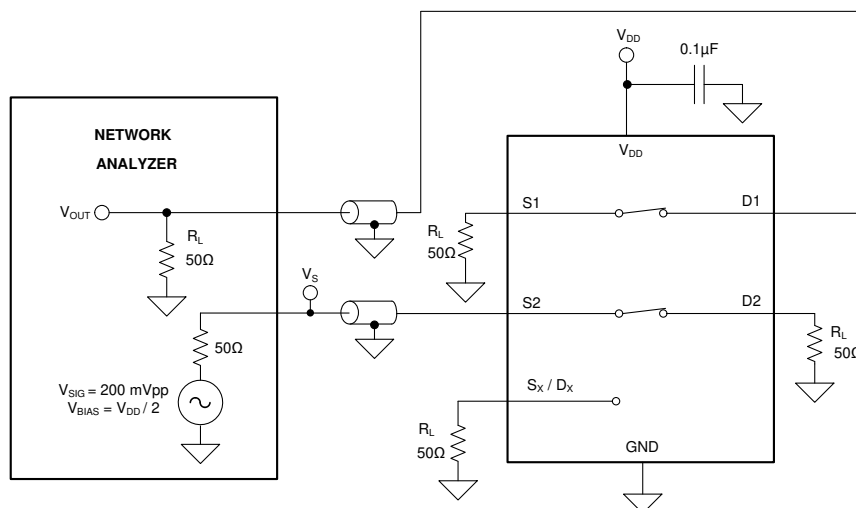 V_DD
0.1µF
NETWORK
ANALYZER
V_DD
V_OUT
S1
D1
R_L
50Ω
R_L
50Ω
V_S
S2
D2
50Ω
R_L
50Ω
V_SIG = 200 mVpp
V_BIAS = V_DD / 2
S_X / D_X
R_L
50Ω
GND